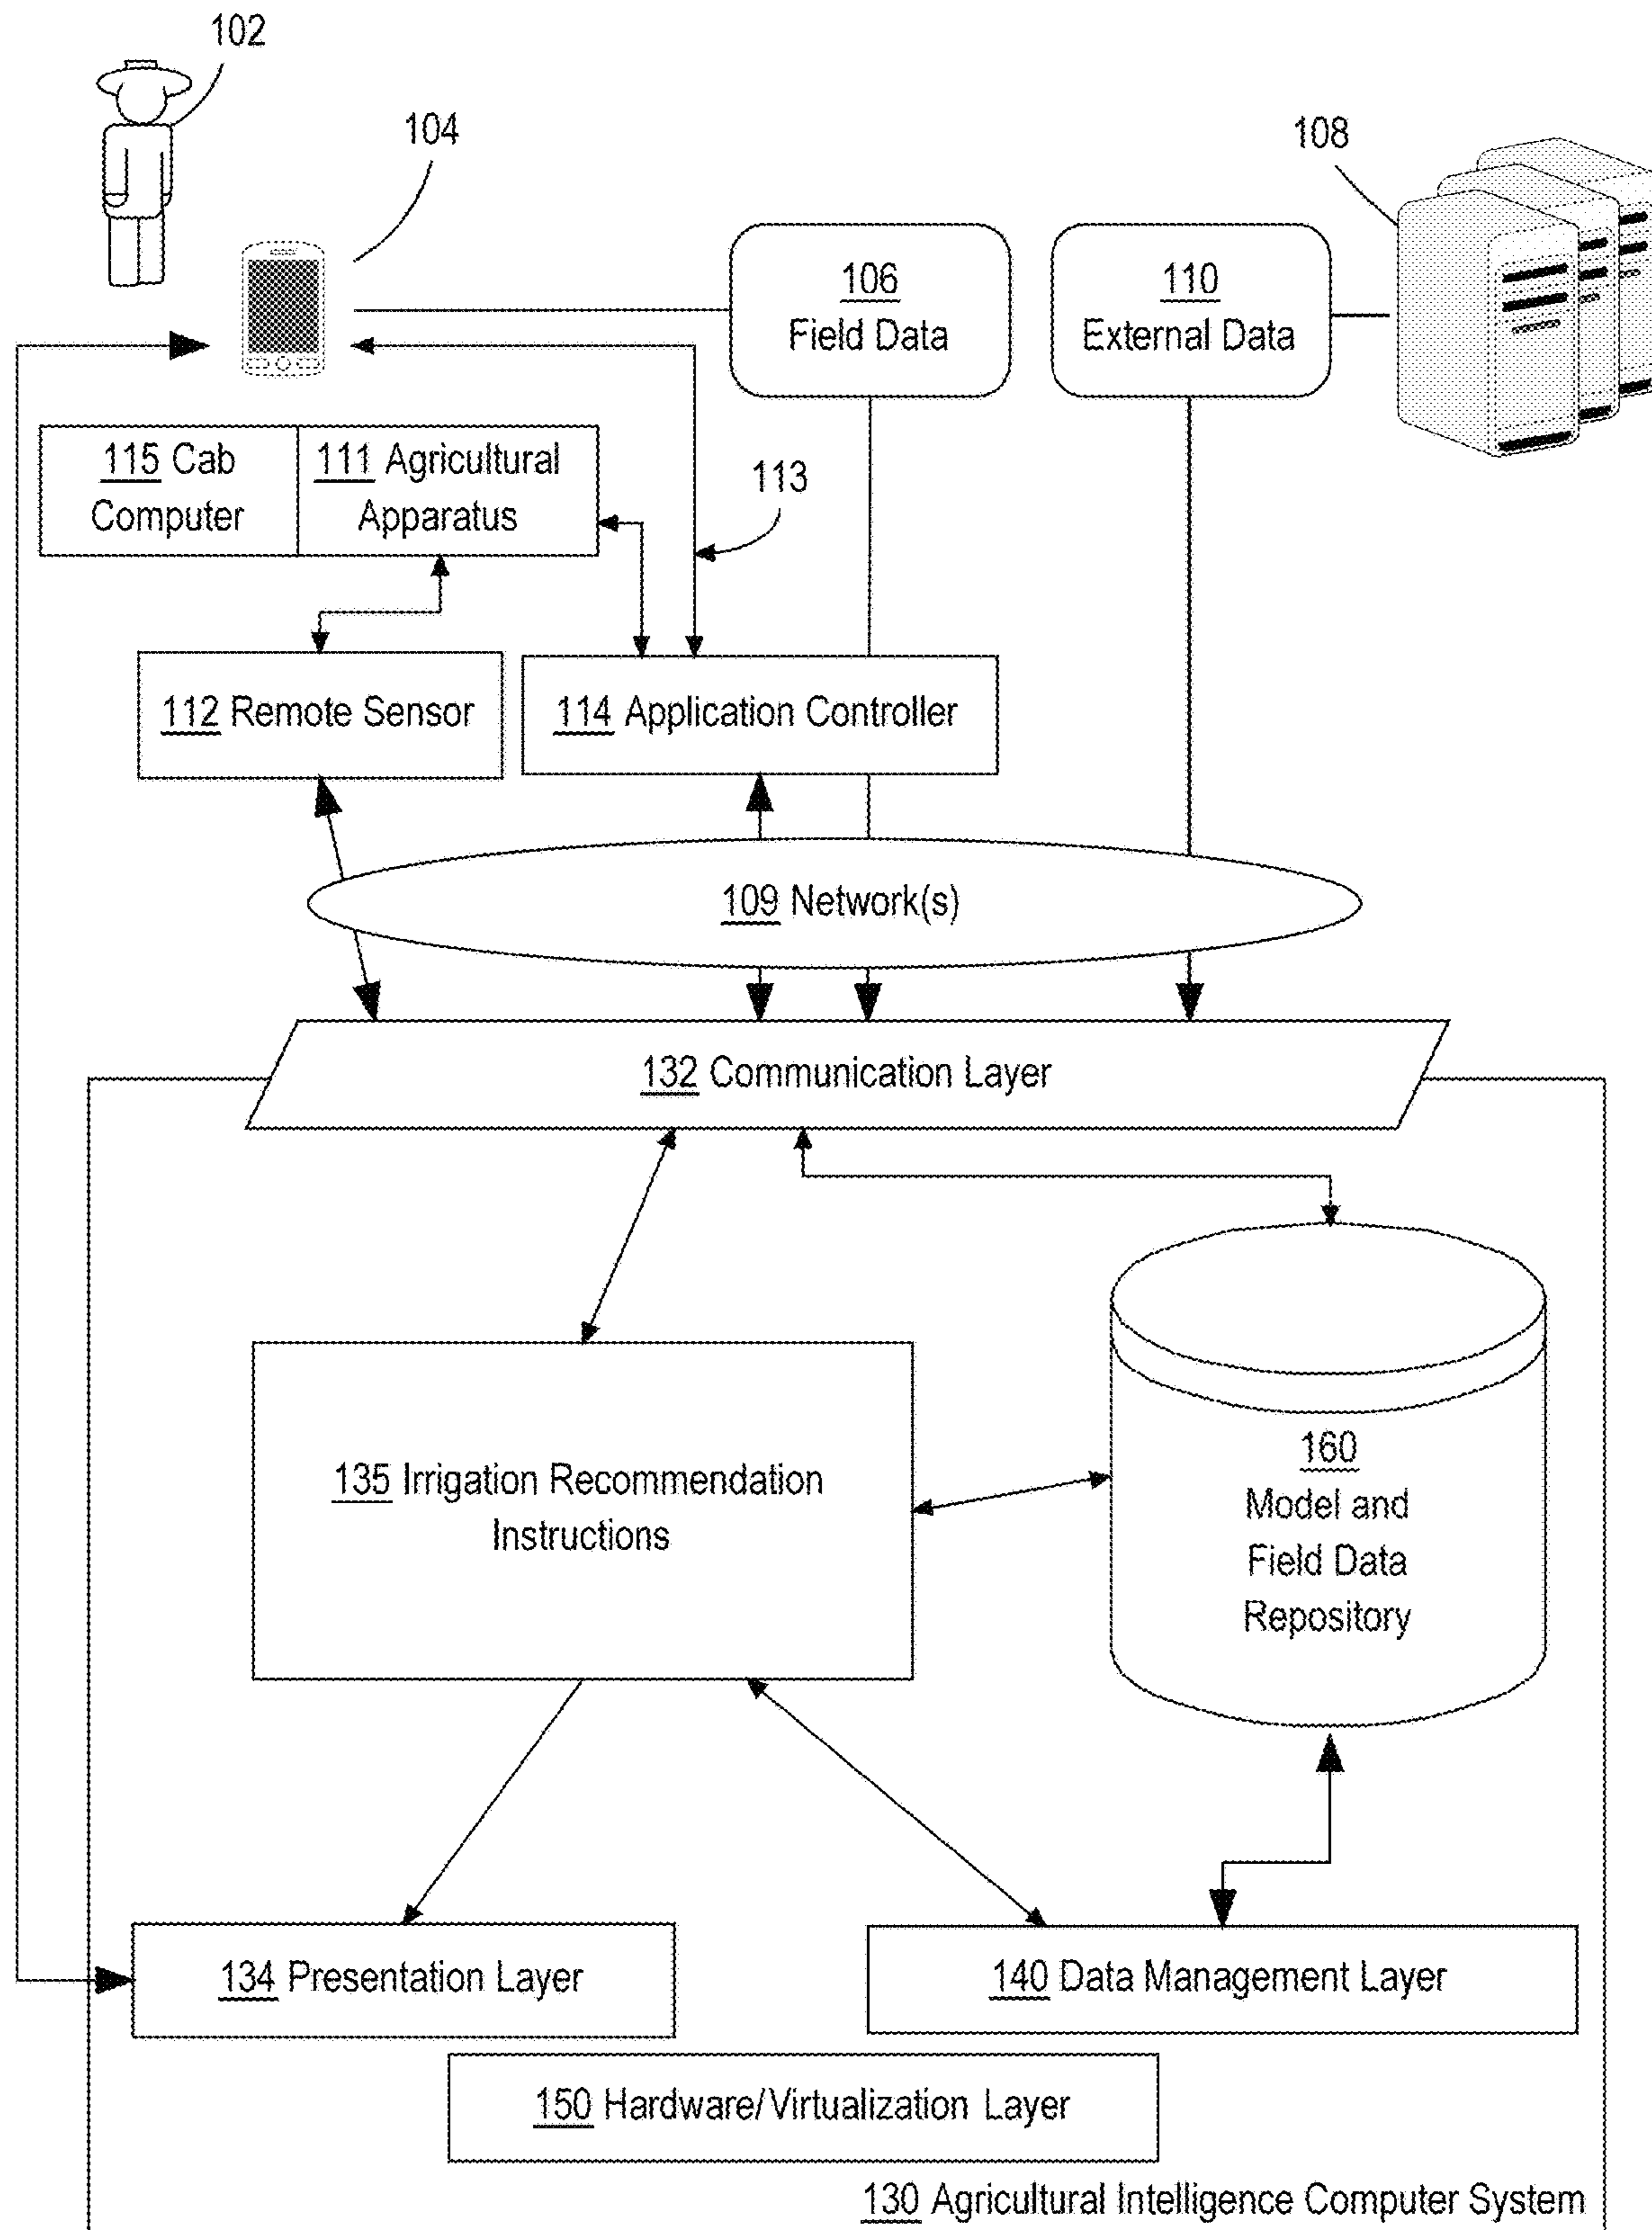 102
104
108
106
Field Data
110
External Data
115 Cab
Computer
111 Agricultural
Apparatus
113
112 Remote Sensor
114 Application Controller
109 Network(s)
132 Communication Layer
135 Irrigation Recommendation
Instructions
160
Model and
Field Data
Repository
134 Presentation Layer
140 Data Management Layer
150 Hardware/Virtualization Layer
130 Agricultural Intelligence Computer System